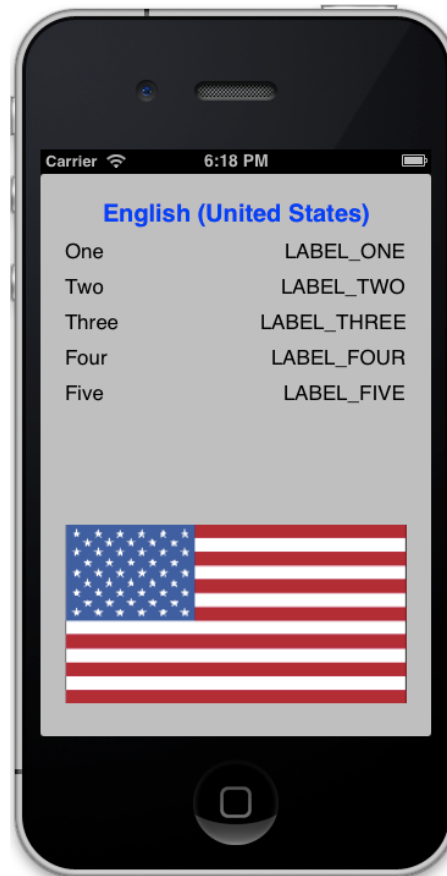 Carrier 6:18 PM
English (United States)
One LABEL_ONE
Two LABEL_TWO
Three LABEL_THREE
Four LABEL_FOUR
Five LABEL_FIVE